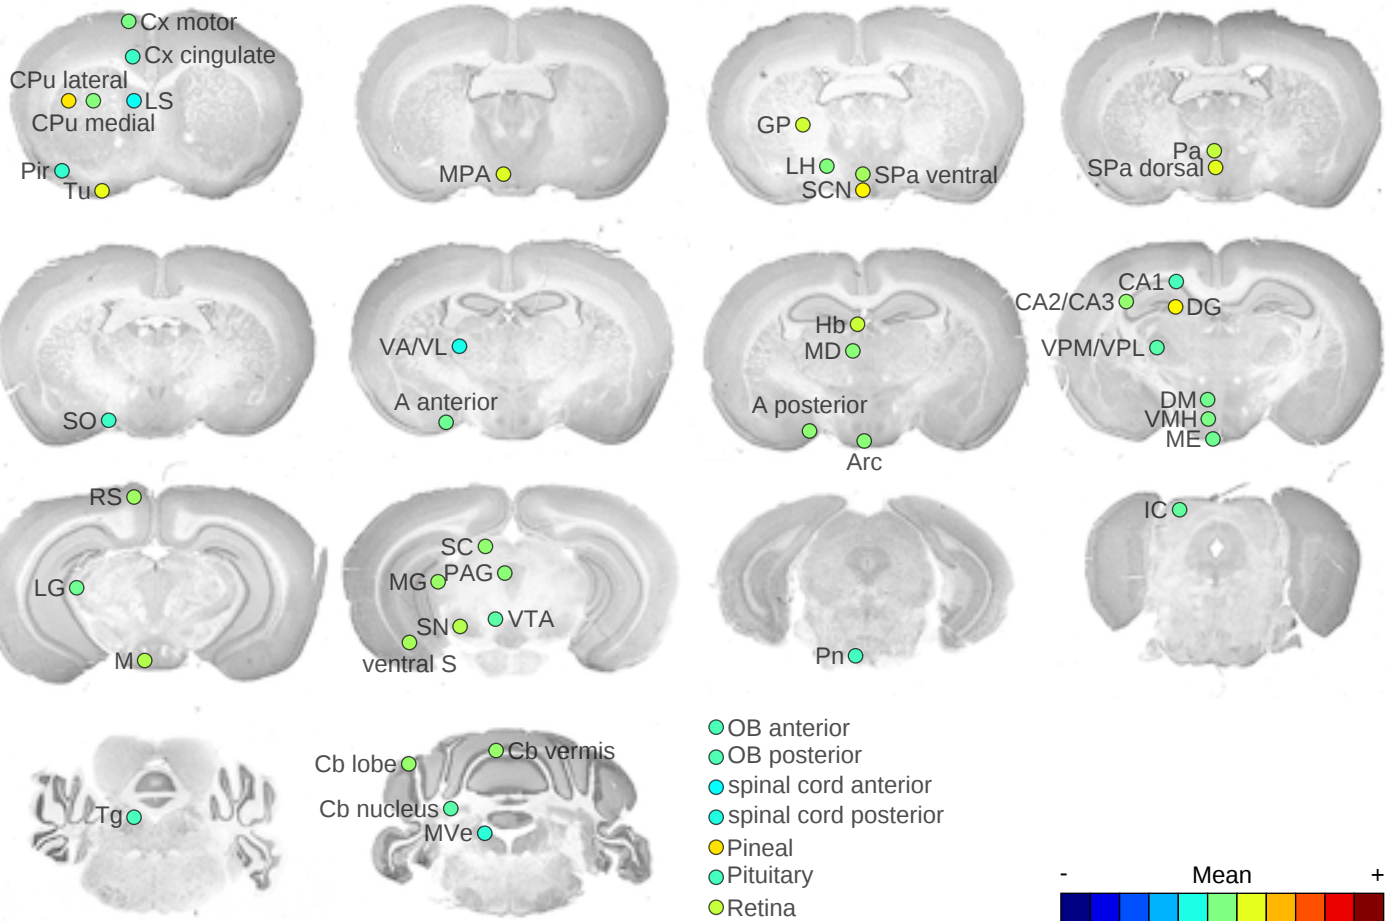 Cx motor
Cx cingulate
CPu lateral
LS
CPu medial
Pir
Tu
MPA
GP
LH
SPa ventral
SCN
Pa
SPa dorsal
SO
VA/VL
A anterior
Hb
MD
A posterior
Arc
CA1
CA2/CA3
DG
VPM/VPL
DM
VMH
ME
RS
LG
M
SC
MG
PAG
SN
VTA
ventral S
Pn
IC
Tg
Cb lobe
Cb vermis
Cb nucleus
MVe
OB anterior
OB posterior
spinal cord anterior
spinal cord posterior
Pineal
Pituitary
Retina
- Mean +